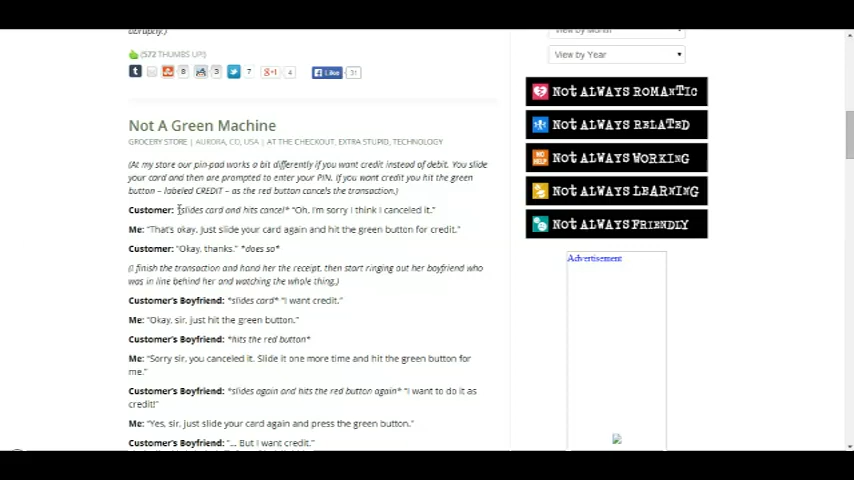 abruptly.)
(572 THUMBS UP!)
8
3
7
g+1
4
Like
31
View by Month
View by Year
Not ALWAYS ROMANTIC
Not ALWAYS RELATED
NO HELP
Not ALWAYS WORKING
Not ALWAYS LEARNING
Not ALWAYS FRIENDLY
Advertisement
Not A Green Machine
GROCERY STORE | AURORA, CO, USA | AT THE CHECKOUT, EXTRA STUPID, TECHNOLOGY
(At my store our pin-pad works a bit differently if you want credit instead of debit. You slide
your card and then are prompted to enter your PIN. If you want credit you hit the green
button – labeled CREDIT – as the red button cancels the transaction.)
Customer: *slides card and hits cancel* "Oh, I'm sorry I think I canceled it."
Me: "That's okay. Just slide your card again and hit the green button for credit."
Customer: "Okay, thanks." *does so*
(I finish the transaction and hand her the receipt, then start ringing out her boyfriend who
was in line behind her and watching the whole thing.)
Customer's Boyfriend: *slides card* "I want credit."
Me: "Okay, sir, just hit the green button."
Customer's Boyfriend: *hits the red button*
Me: "Sorry sir, you canceled it. Slide it one more time and hit the green button for
me."
Customer's Boyfriend: *slides again and hits the red button again* "I want to do it as
credit!"
Me: "Yes, sir. Just slide your card again and press the green button."
Customer's Boyfriend: "... But I want credit."